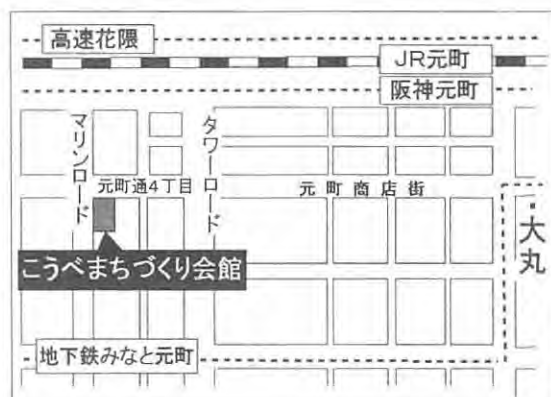 高速花隈
JR元町
阪神元町
マリンロード
タワーロード
元町通4丁目
元町商店街
・大丸
こうべまちづくり会館
地下鉄みなと元町